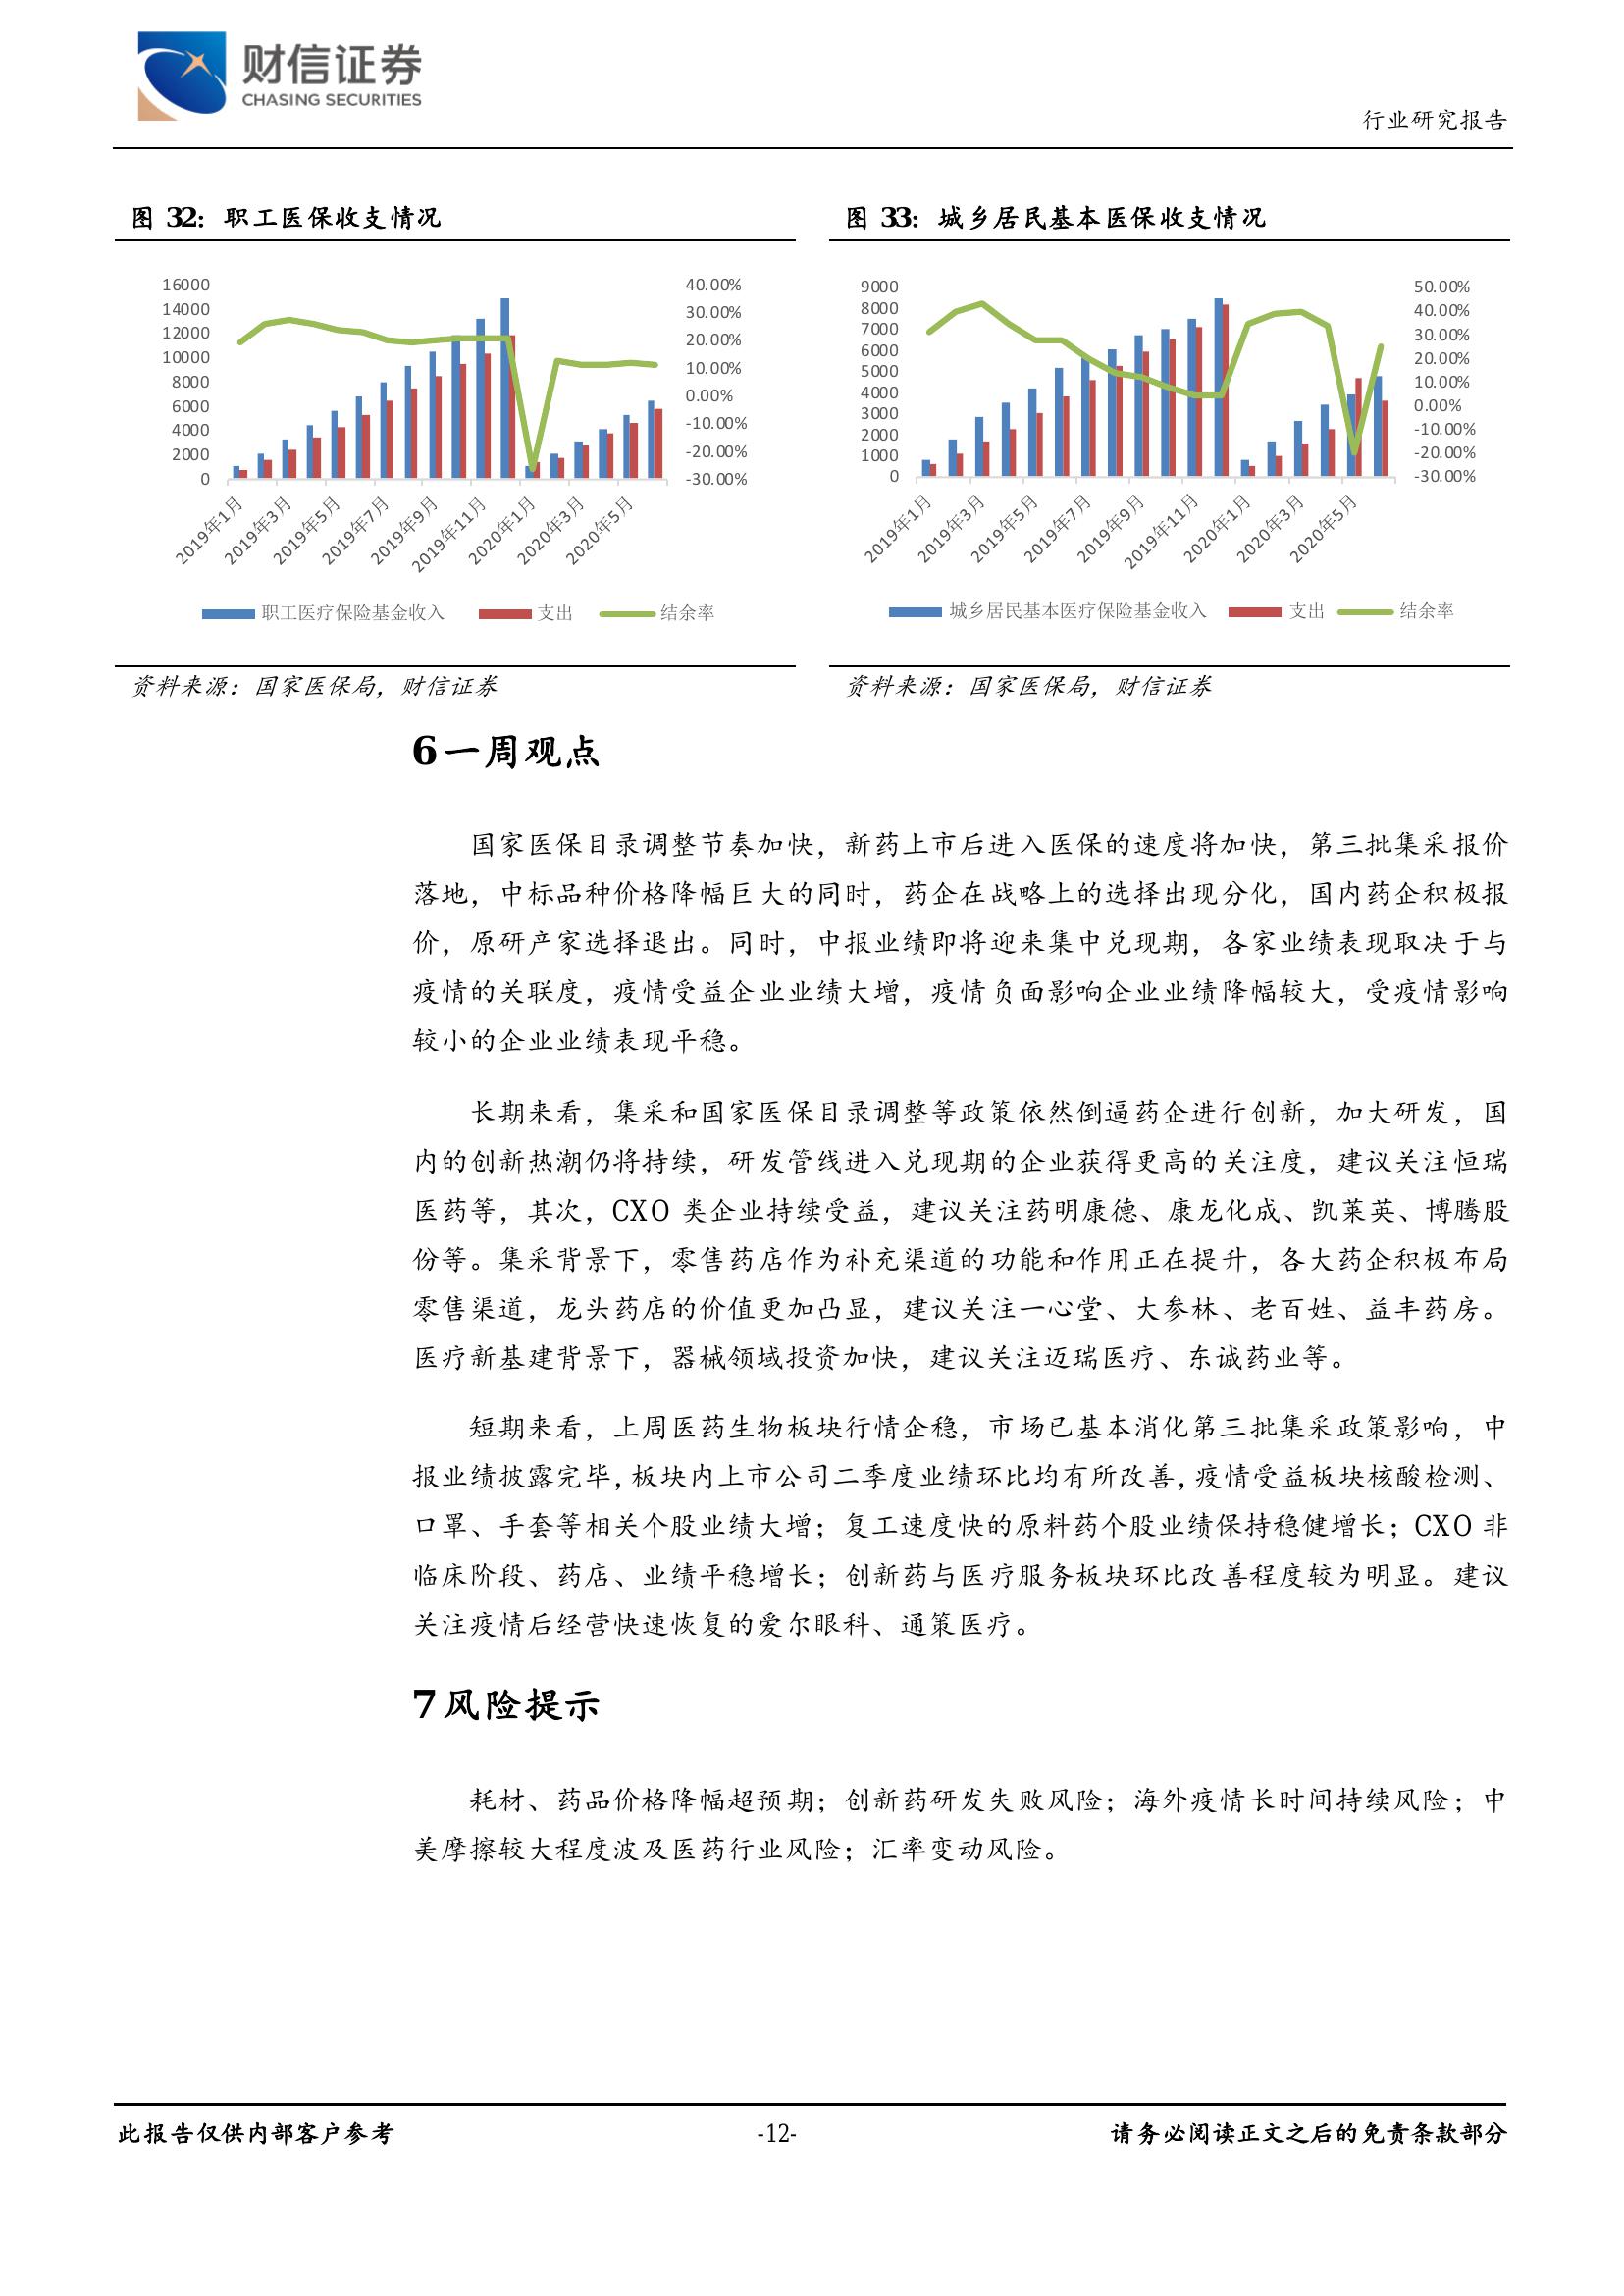 财信证券
CHASING SECURITIES
行业研究报告
图 32：职工医保收支情况
16000
14000
12000
10000
8000
6000
4000
2000
0
40.00%
30.00%
20.00%
10.00%
0.00%
-10.00%
-20.00%
-30.00%
2019年1月
2019年3月
2019年5月
2019年7月
2019年9月
2019年11月
2020年1月
2020年3月
2020年5月
职工医疗保险基金收入 支出 结余率
资料来源：国家医保局，财信证券
图 33：城乡居民基本医保收支情况
9000
8000
7000
6000
5000
4000
3000
2000
1000
0
50.00%
40.00%
30.00%
20.00%
10.00%
0.00%
-10.00%
-20.00%
-30.00%
2019年1月
2019年3月
2019年5月
2019年7月
2019年9月
2019年11月
2020年1月
2020年3月
2020年5月
城乡居民基本医疗保险基金收入 支出 结余率
资料来源：国家医保局，财信证券
6 一周观点
国家医保目录调整节奏加快，新药上市后进入医保的速度将加快，第三批集采报价
落地，中标品种价格降幅巨大的同时，药企在战略上的选择出现分化，国内药企积极报
价，原研产家选择退出。同时，中报业绩即将迎来集中兑现期，各家业绩表现取决于与
疫情的关联度，疫情受益企业业绩大增，疫情负面影响企业业绩降幅较大，受疫情影响
较小的企业业绩表现平稳。
长期来看，集采和国家医保目录调整等政策依然倒逼药企进行创新，加大研发，国
内的创新热潮仍将持续，研发管线进入兑现期的企业获得更高的关注度，建议关注恒瑞
医药等，其次，CXO 类企业持续受益，建议关注药明康德、康龙化成、凯莱英、博腾股
份等。集采背景下，零售药店作为补充渠道的功能和作用正在提升，各大药企积极布局
零售渠道，龙头药店的价值更加凸显，建议关注一心堂、大参林、老百姓、益丰药房。
医疗新基建背景下，器械领域投资加快，建议关注迈瑞医疗、东诚药业等。
短期来看，上周医药生物板块行情企稳，市场已基本消化第三批集采政策影响，中
报业绩披露完毕，板块内上市公司二季度业绩环比均有所改善，疫情受益板块核酸检测、
口罩、手套等相关个股业绩大增；复工速度快的原料药个股业绩保持稳健增长；CXO 非
临床阶段、药店、业绩平稳增长；创新药与医疗服务板块环比改善程度较为明显。建议
关注疫情后经营快速恢复的爱尔眼科、通策医疗。
7 风险提示
耗材、药品价格降幅超预期；创新药研发失败风险；海外疫情长时间持续风险；中
美摩擦较大程度波及医药行业风险；汇率变动风险。
此报告仅供内部客户参考 -12- 请务必阅读正文之后的免责条款部分